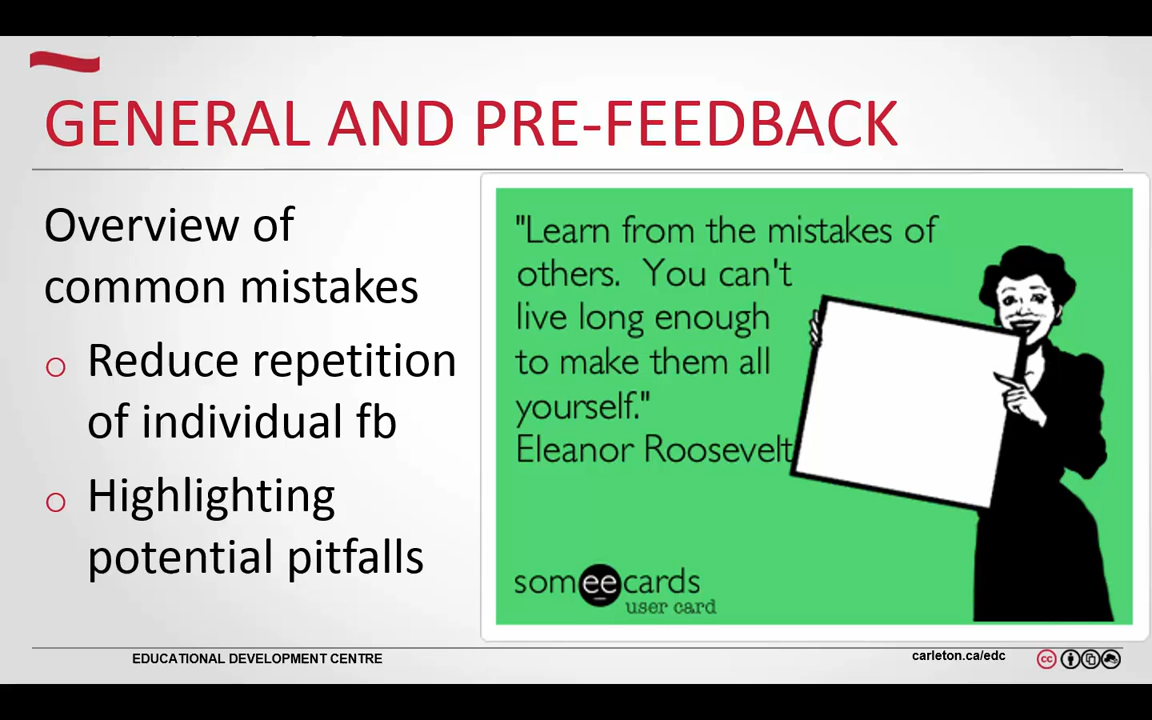 GENERAL AND PRE-FEEDBACK
Overview of
common mistakes
o Reduce repetition
of individual fb
o Highlighting
potential pitfalls
"Learn from the mistakes of
others. You can't
live long enough
to make them all
yourself."
Eleanor Roosevelt
someecards
user card
EDUCATIONAL DEVELOPMENT CENTRE
carleton.ca/edc
cc